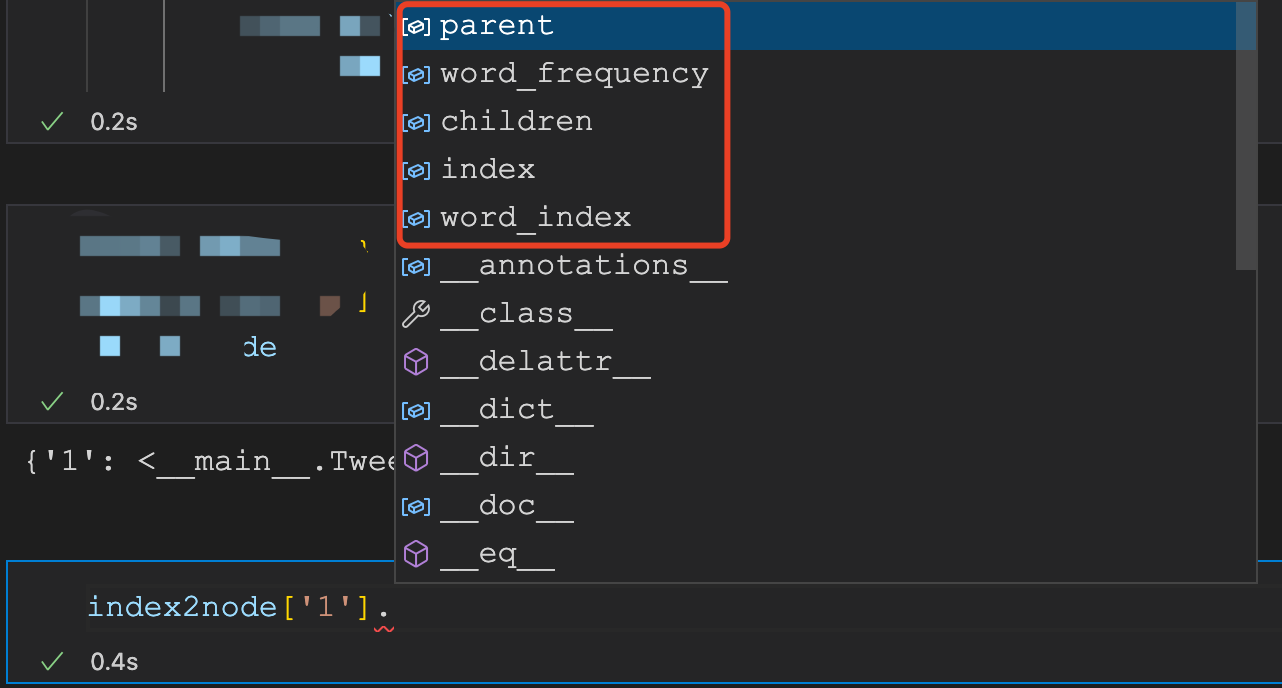 parent
word_frequency
0.2s
children
index
word_index
__annotations__
__class__
de
__delattr__
0.2s
__dict__
{'1': <__main__.Twee
__dir__
__doc__
__eq__
index2node['1'].
0.4s